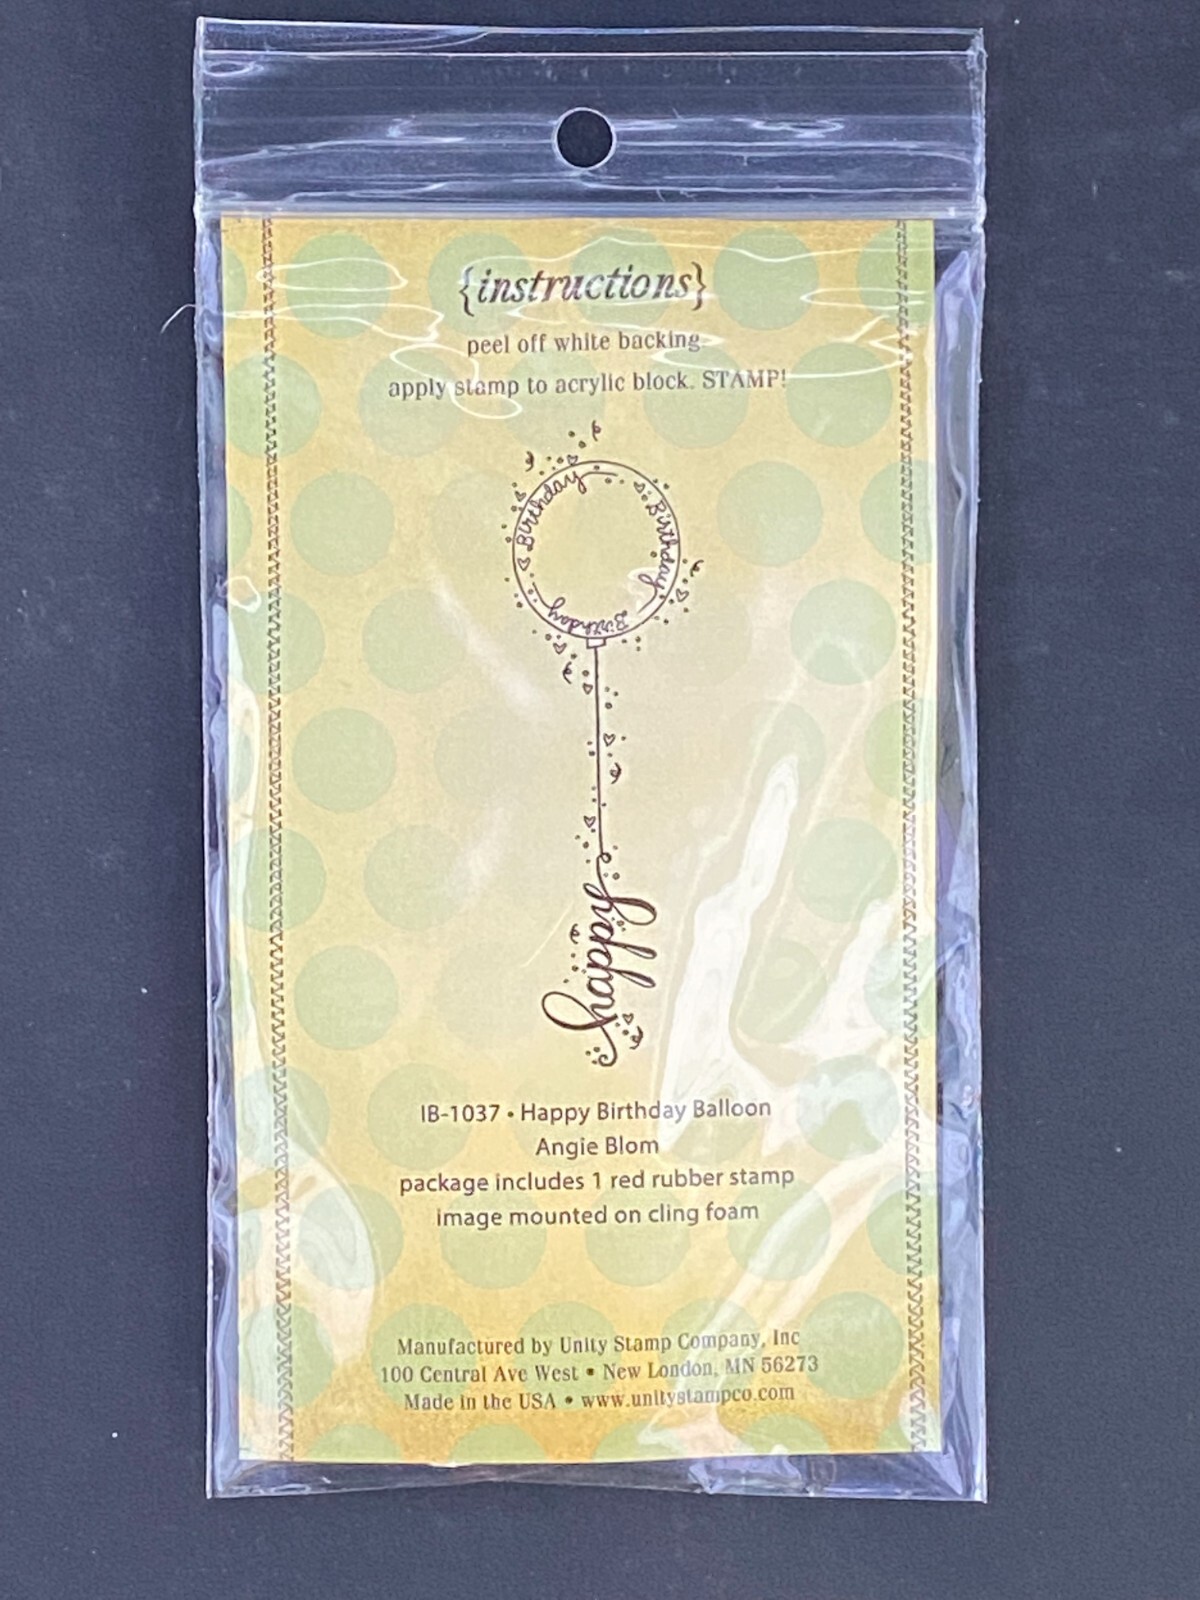 {instructions}
peel off white backing.
apply stamp to acrylic block. STAMP!
Birthday
Birthday
Birthday
happy
IB-1037 • Happy Birthday Balloon
Angie Blom
package includes 1 red rubber stamp
image mounted on cling foam
Manufactured by Unity Stamp Company, Inc
100 Central Ave West • New London, MN 56273
Made in the USA • www.unitystampco.com